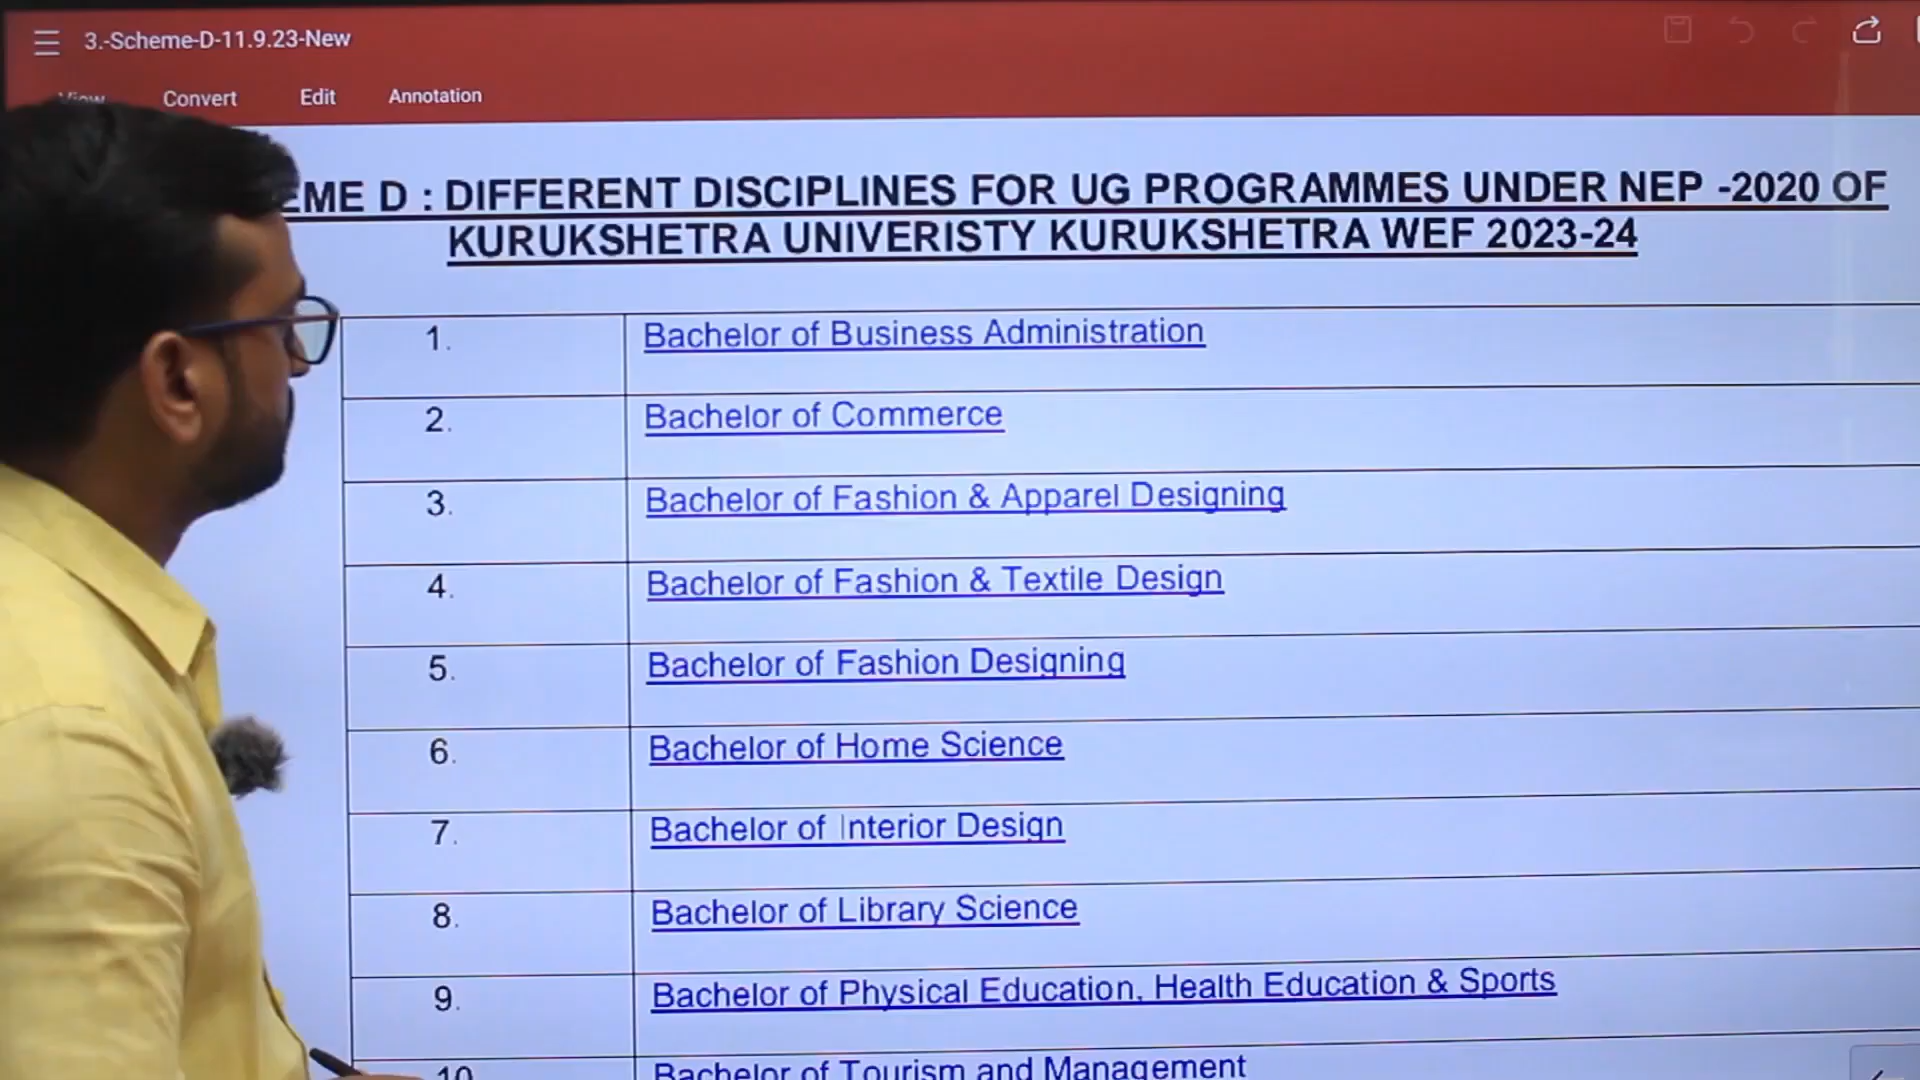 3.-Scheme-D-11.9.23-New
View Convert Edit Annotation
EME D : DIFFERENT DISCIPLINES FOR UG PROGRAMMES UNDER NEP -2020 OF
KURUKSHETRA UNIVERISTY KURUKSHETRA WEF 2023-24
1. Bachelor of Business Administration
2. Bachelor of Commerce
3. Bachelor of Fashion & Apparel Designing
4. Bachelor of Fashion & Textile Design
5. Bachelor of Fashion Designing
6. Bachelor of Home Science
7. Bachelor of Interior Design
8. Bachelor of Library Science
9. Bachelor of Physical Education, Health Education & Sports
10 Bachelor of Tourism and Management